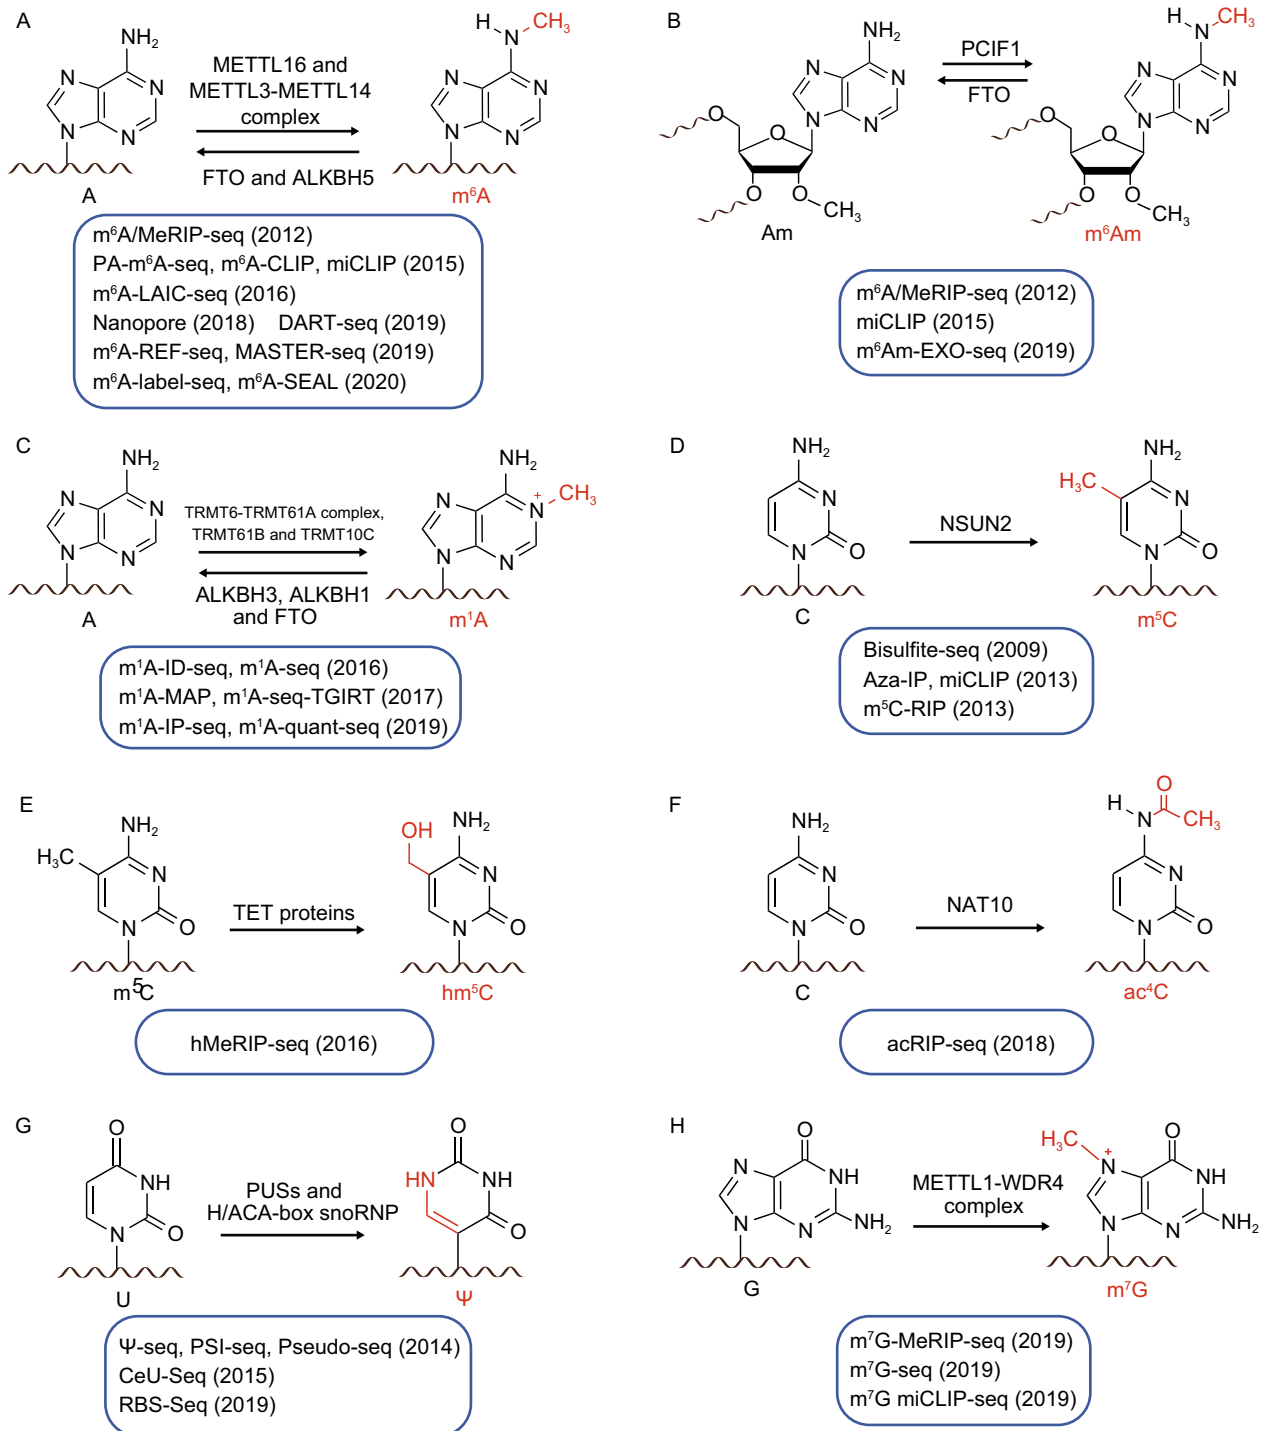 A
NH₂
N
N
N
N
A
METTL16 and
METTL3-METTL14
complex
FTO and ALKBH5
H
N
CH₃
N
N
N
N
m⁶A
m⁶A/MeRIP-seq (2012)
PA-m⁶A-seq, m⁶A-CLIP, miCLIP (2015)
m⁶A-LAIC-seq (2016)
Nanopore (2018) DART-seq (2019)
m⁶A-REF-seq, MASTER-seq (2019)
m⁶A-label-seq, m⁶A-SEAL (2020)
B
NH₂
N
N
N
N
O
O
O
O
CH₃
Am
PCIF1
FTO
H
N
CH₃
N
N
N
N
O
O
O
O
CH₃
m⁶Am
m⁶A/MeRIP-seq (2012)
miCLIP (2015)
m⁶Am-EXO-seq (2019)
C
NH₂
N
N
N
N
A
TRMT6-TRMT61A complex,
TRMT61B and TRMT10C
ALKBH3, ALKBH1
and FTO
NH₂
N
+
N
CH₃
N
N
m¹A
m¹A-ID-seq, m¹A-seq (2016)
m¹A-MAP, m¹A-seq-TGIRT (2017)
m¹A-IP-seq, m¹A-quant-seq (2019)
D
NH₂
N
N
O
C
NSUN2
NH₂
H₃C
N
N
O
m⁵C
Bisulfite-seq (2009)
Aza-IP, miCLIP (2013)
m⁵C-RIP (2013)
E
NH₂
H₃C
N
N
O
m⁵C
TET proteins
OH
NH₂
N
N
O
hm⁵C
hMeRIP-seq (2016)
F
NH₂
N
N
O
C
NAT10
O
H
N
CH₃
N
N
O
ac⁴C
acRIP-seq (2018)
G
O
NH
N
O
U
PUSs and
H/ACA-box snoRNP
O
HN
NH
O
Ψ
Ψ-seq, PSI-seq, Pseudo-seq (2014)
CeU-Seq (2015)
RBS-Seq (2019)
H
O
N
NH
N
N
NH₂
G
METTL1-WDR4
complex
H₃C
O
+
N
NH
N
N
NH₂
m⁷G
m⁷G-MeRIP-seq (2019)
m⁷G-seq (2019)
m⁷G miCLIP-seq (2019)